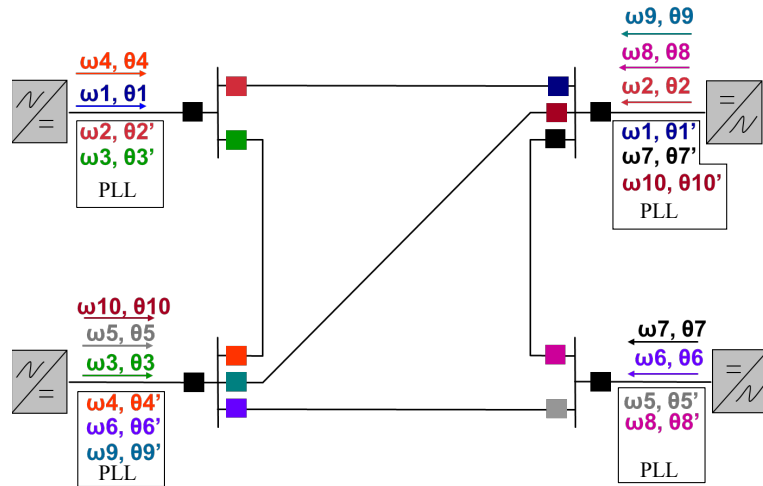 ω4, θ4
ω1, θ1
ω2, θ2’
ω3, θ3’
PLL
ω9, θ9
ω8, θ8
ω2, θ2
ω1, θ1’
ω7, θ7’
ω10, θ10’
PLL
ω10, θ10
ω5, θ5
ω3, θ3
ω4, θ4’
ω6, θ6’
ω9, θ9’
PLL
ω7, θ7
ω6, θ6
ω5, θ5’
ω8, θ8’
PLL